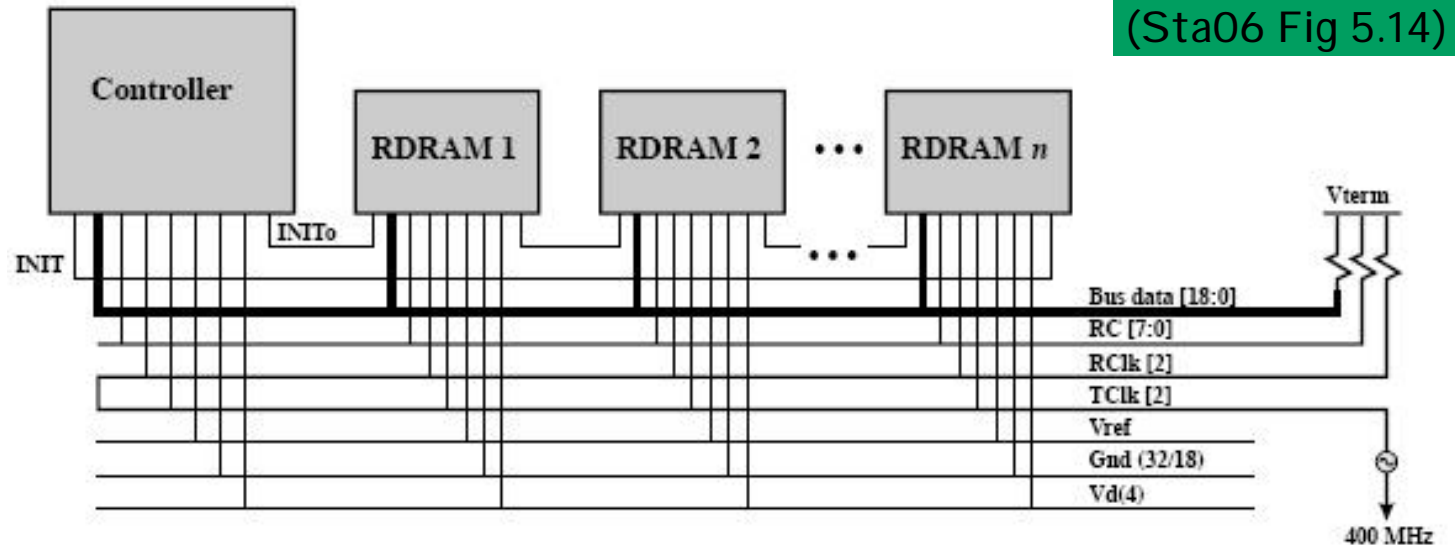 (Sta06 Fig 5.14)
Controller
RDRAM 1
RDRAM 2
• • •
RDRAM n
Vterm
INITo
• • •
INIT
Bus data [18:0]
RC [7:0]
RClk [2]
TClk [2]
Vref
Gnd (32/18)
Vd(4)
400 MHz